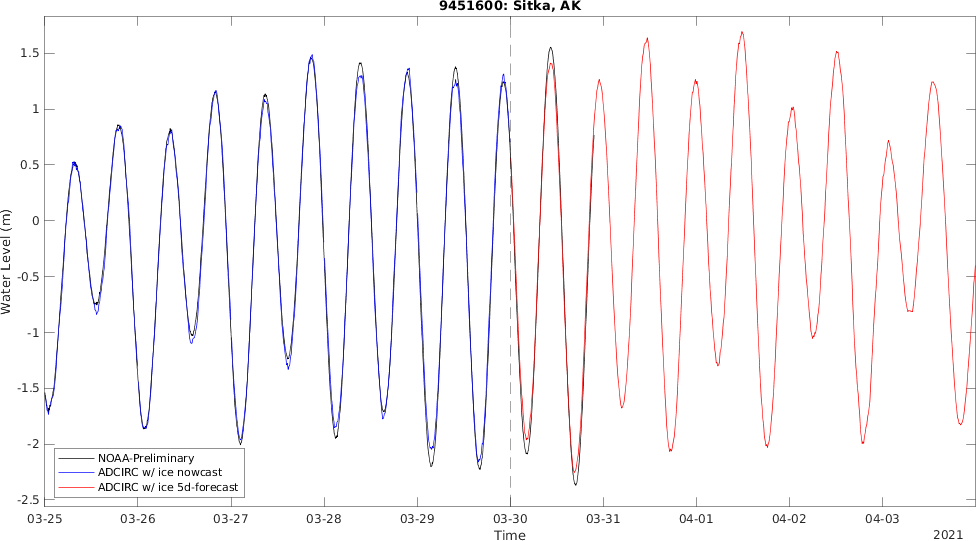 9451600: Sitka, AK
Water Level (m)
1.5
1
0.5
0
-0.5
-1
-1.5
-2
-2.5
NOAA-Preliminary
ADCIRC w/ ice nowcast
ADCIRC w/ ice 5d-forecast
03-25 03-26 03-27 03-28 03-29 03-30 03-31 04-01 04-02 04-03
Time
2021